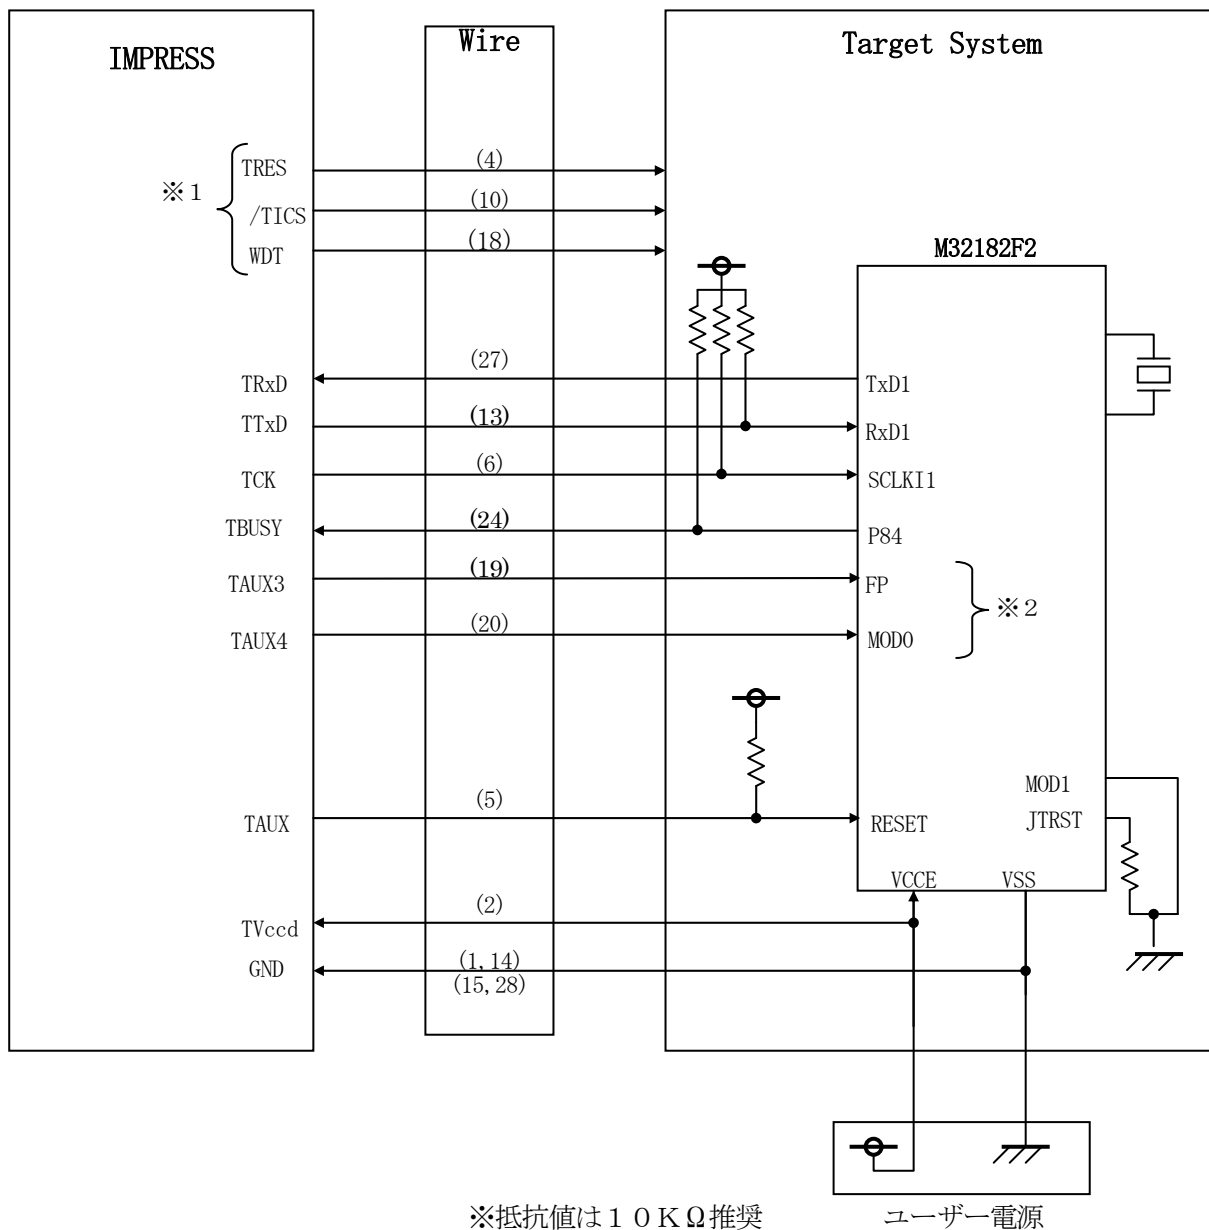 IMPRESS
Wire
Target System
※1
TRES
(4)
/TICS
(10)
WDT
(18)
M32182F2
TRxD
(27)
TxD1
TTxD
(13)
RxD1
TCK
(6)
SCLKI1
TBUSY
(24)
P84
TAUX3
(19)
FP
※2
TAUX4
(20)
MOD0
MOD1
TAUX
(5)
RESET
JTRST
VCCE
VSS
TVccd
(2)
GND
(1,14)
(15,28)
※抵抗値は10KΩ推奨
ユーザー電源